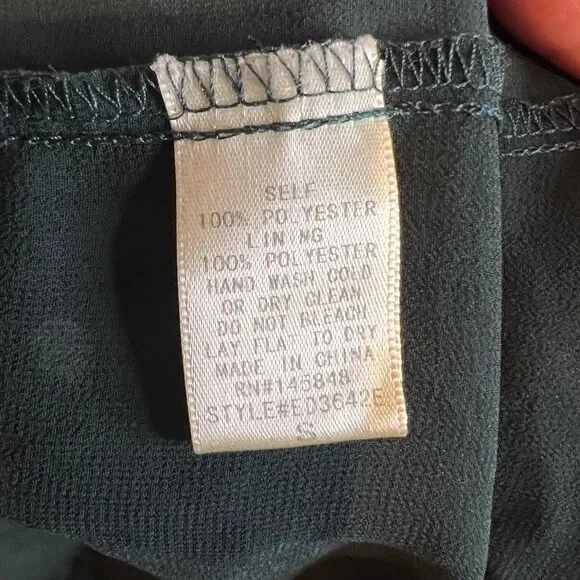 SELF
100% POLYESTER
LINING
100% POLYESTER
HAND WASH COLD
OR DRY CLEAN
DO NOT BLEACH
LAY FLAT TO DRY
MADE IN CHINA
RN#145848
STYLE#ED3642E
S